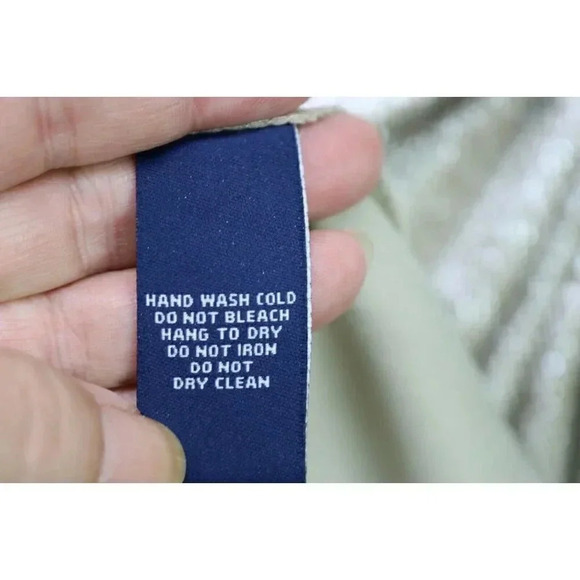 HAND WASH COLD
DO NOT BLEACH
HANG TO DRY
DO NOT IRON
DO NOT
DRY CLEAN